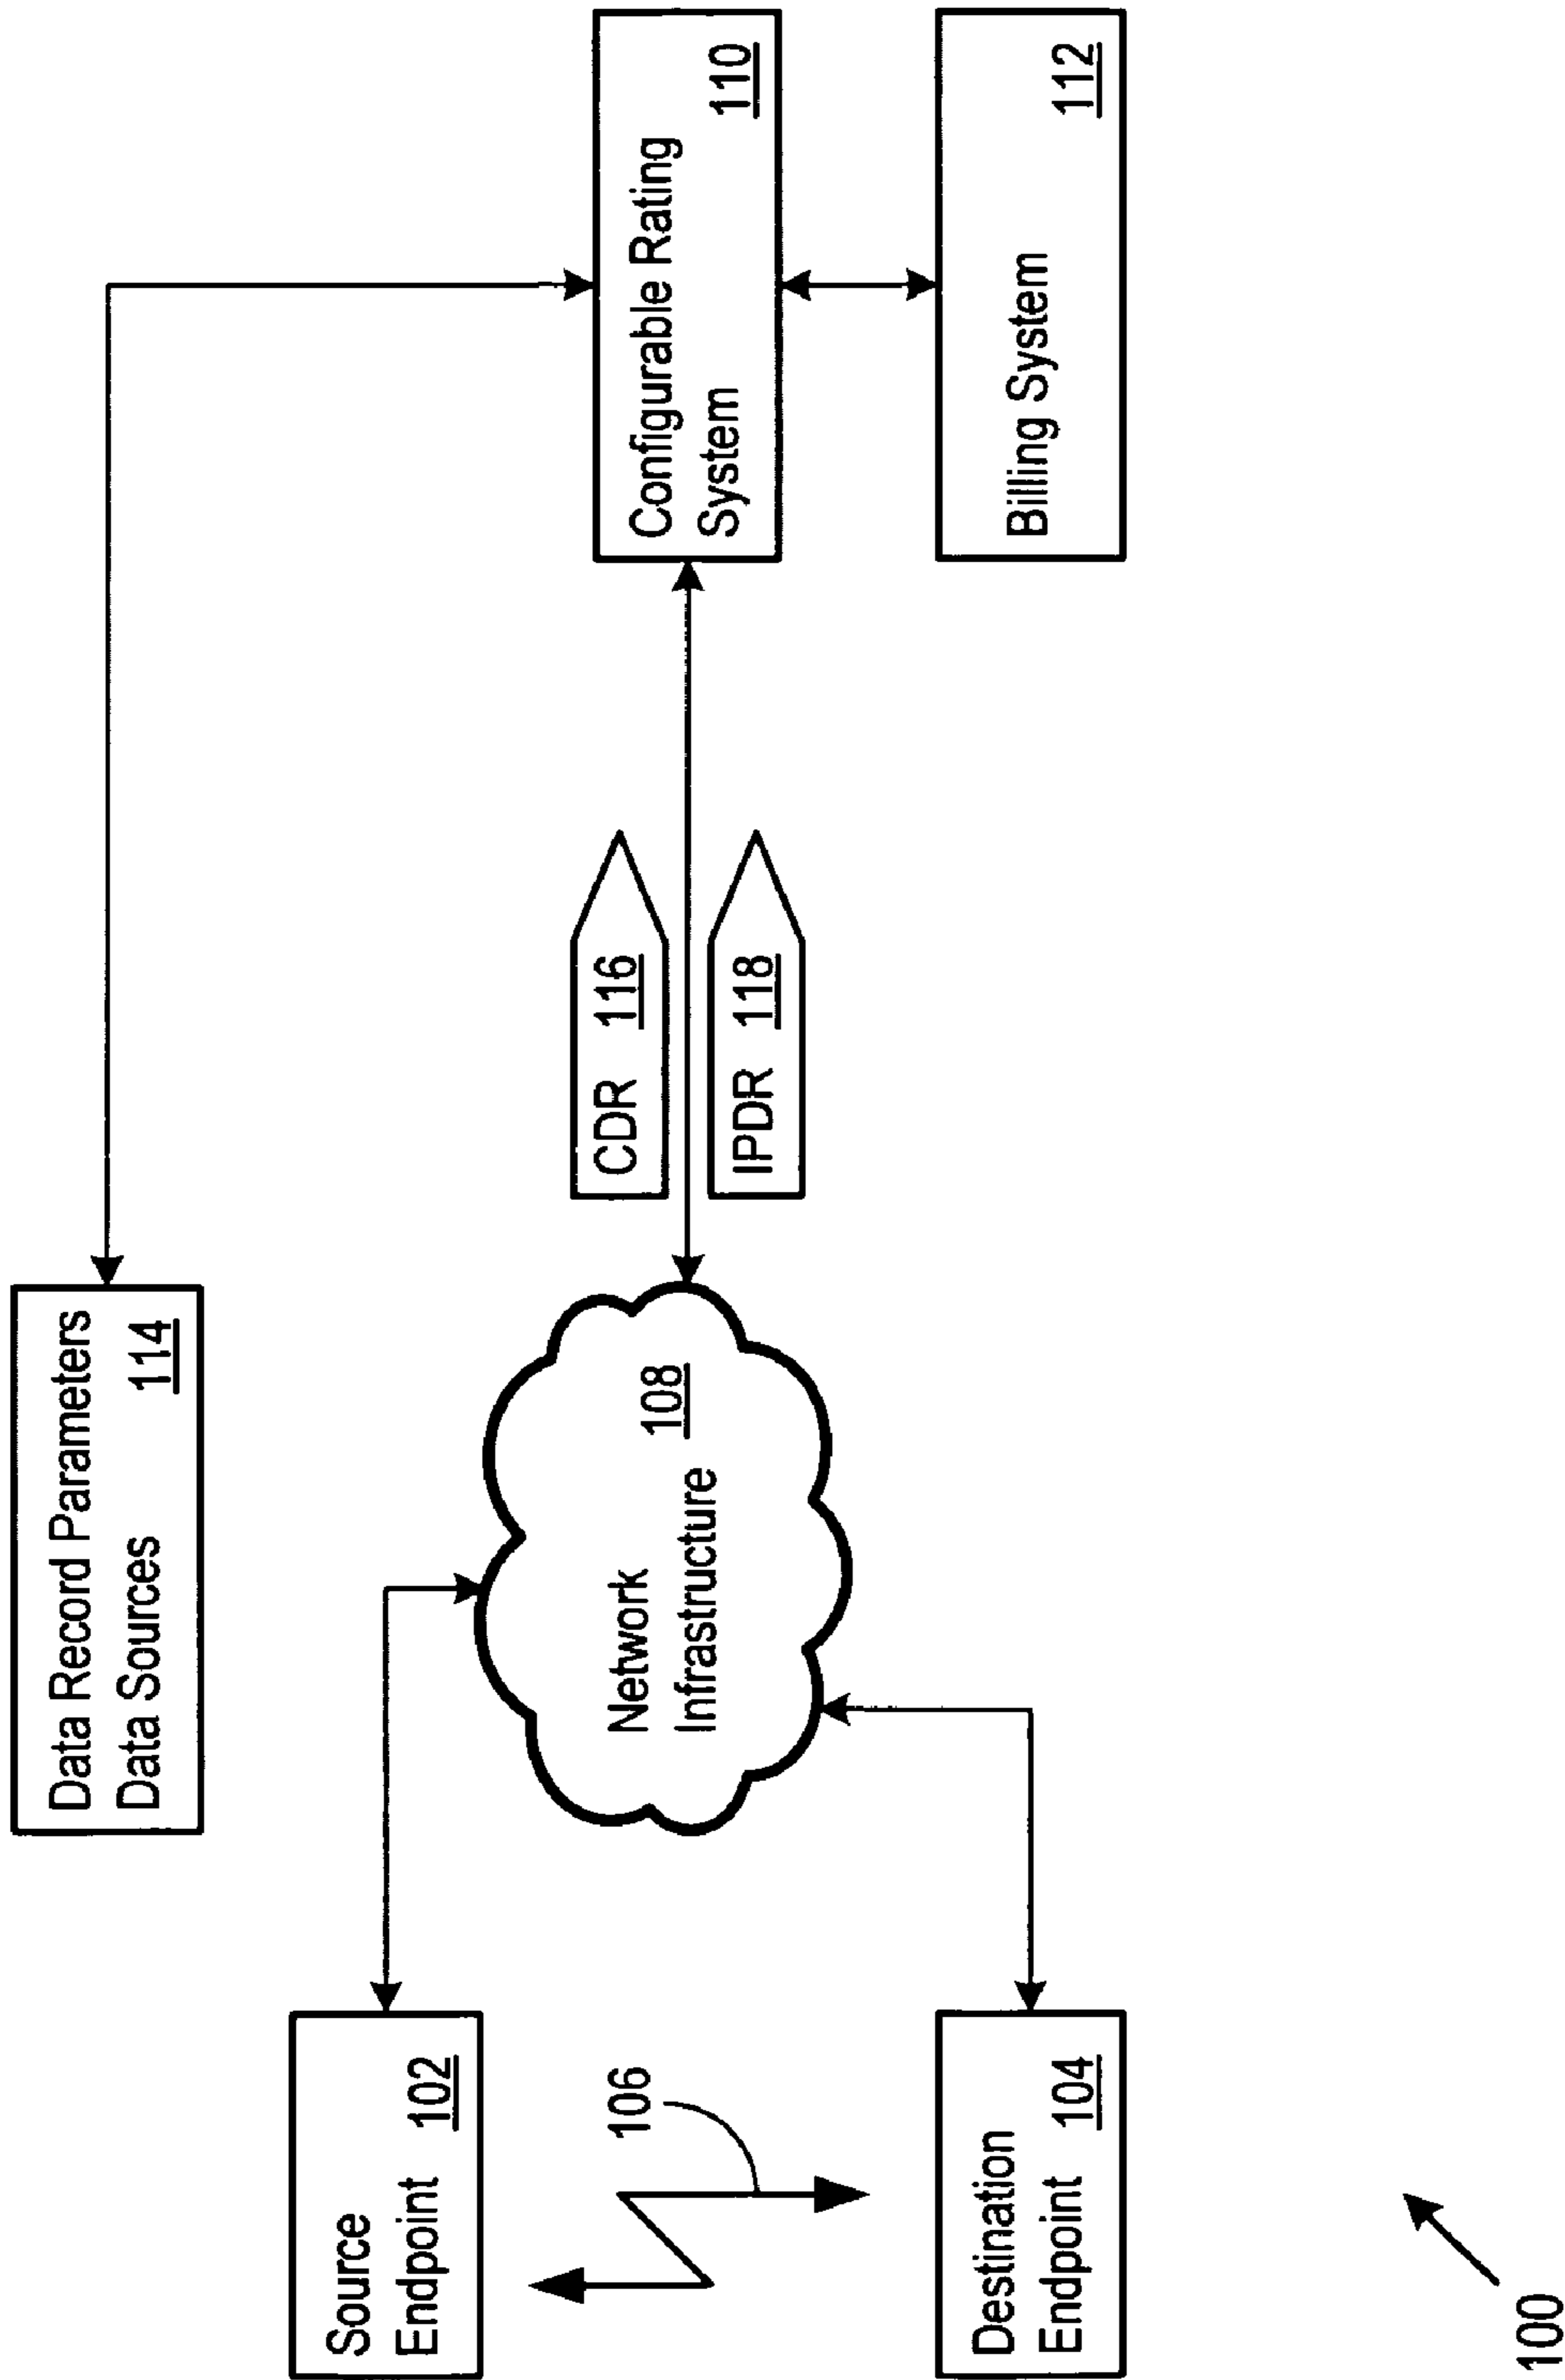 Data Record Parameters
Data Sources 114
Source
Endpoint 102
106
Destination
Endpoint 104
Network 108
Infrastructure
CDR 116
IPDR 118
Configurable Rating
System 110
Billing System
112
100